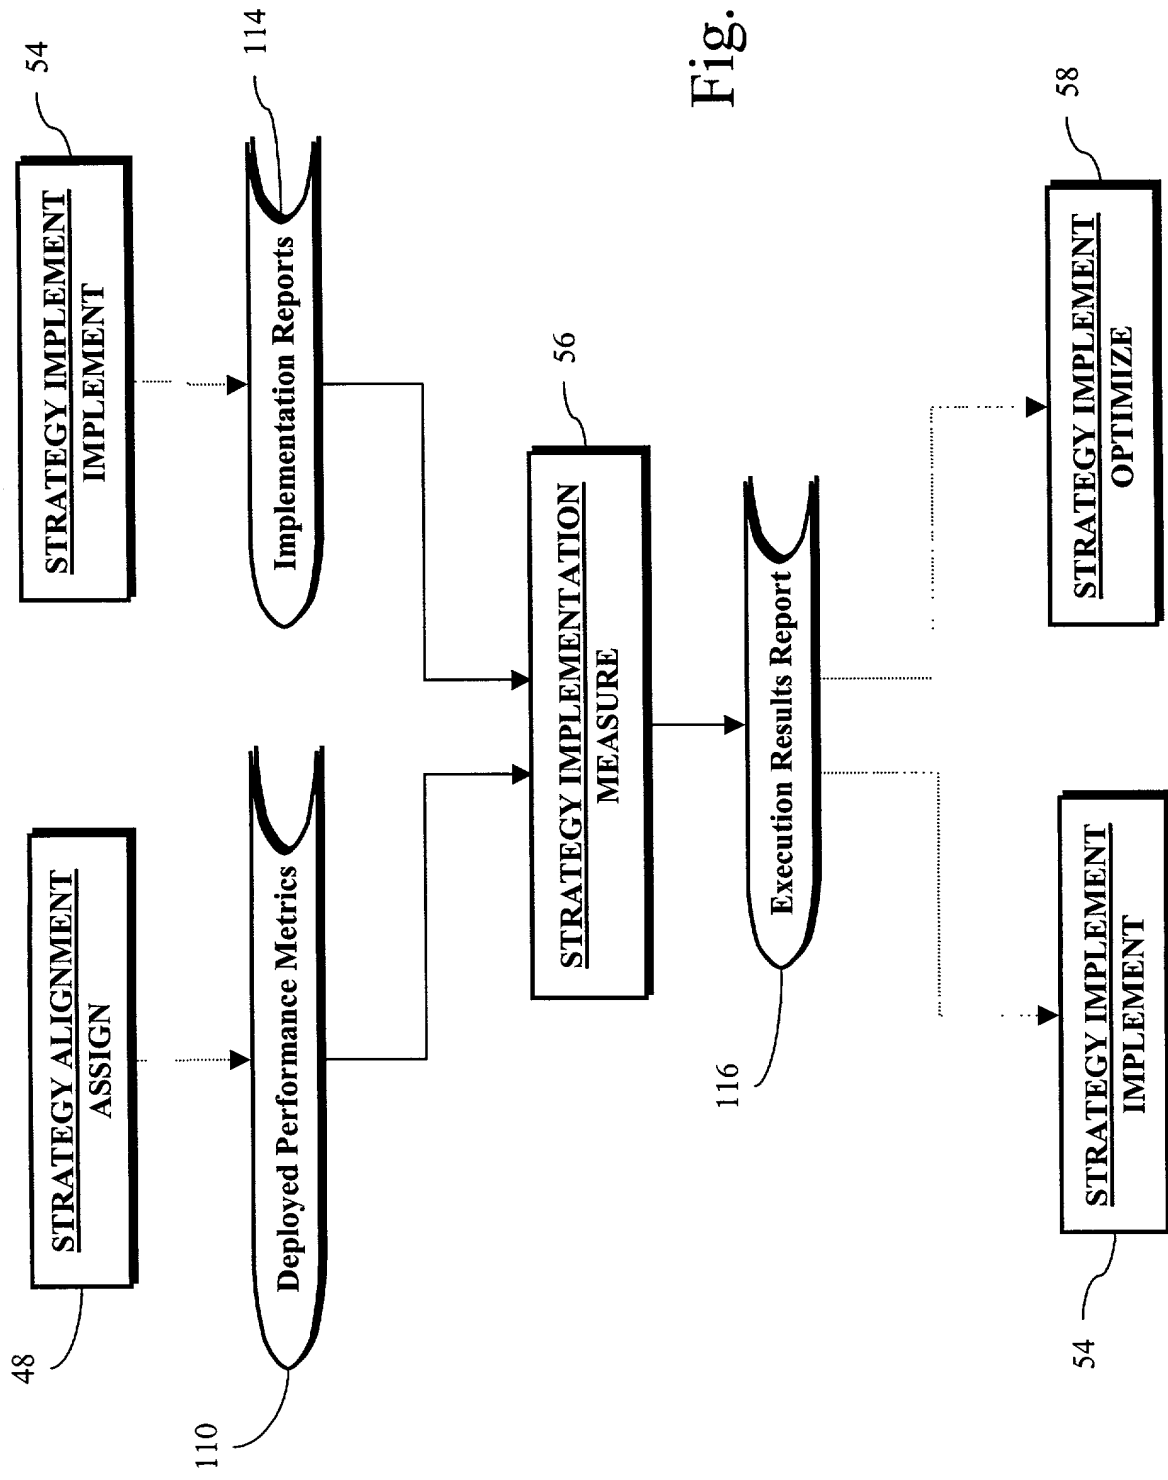 54
STRATEGY IMPLEMENT
IMPLEMENT
114
Implementation Reports
48
STRATEGY ALIGNMENT
ASSIGN
110
Deployed Performance Metrics
56
STRATEGY IMPLEMENTATION
MEASURE
116
Execution Results Report
Fig.
58
STRATEGY IMPLEMENT
OPTIMIZE
54
STRATEGY IMPLEMENT
IMPLEMENT